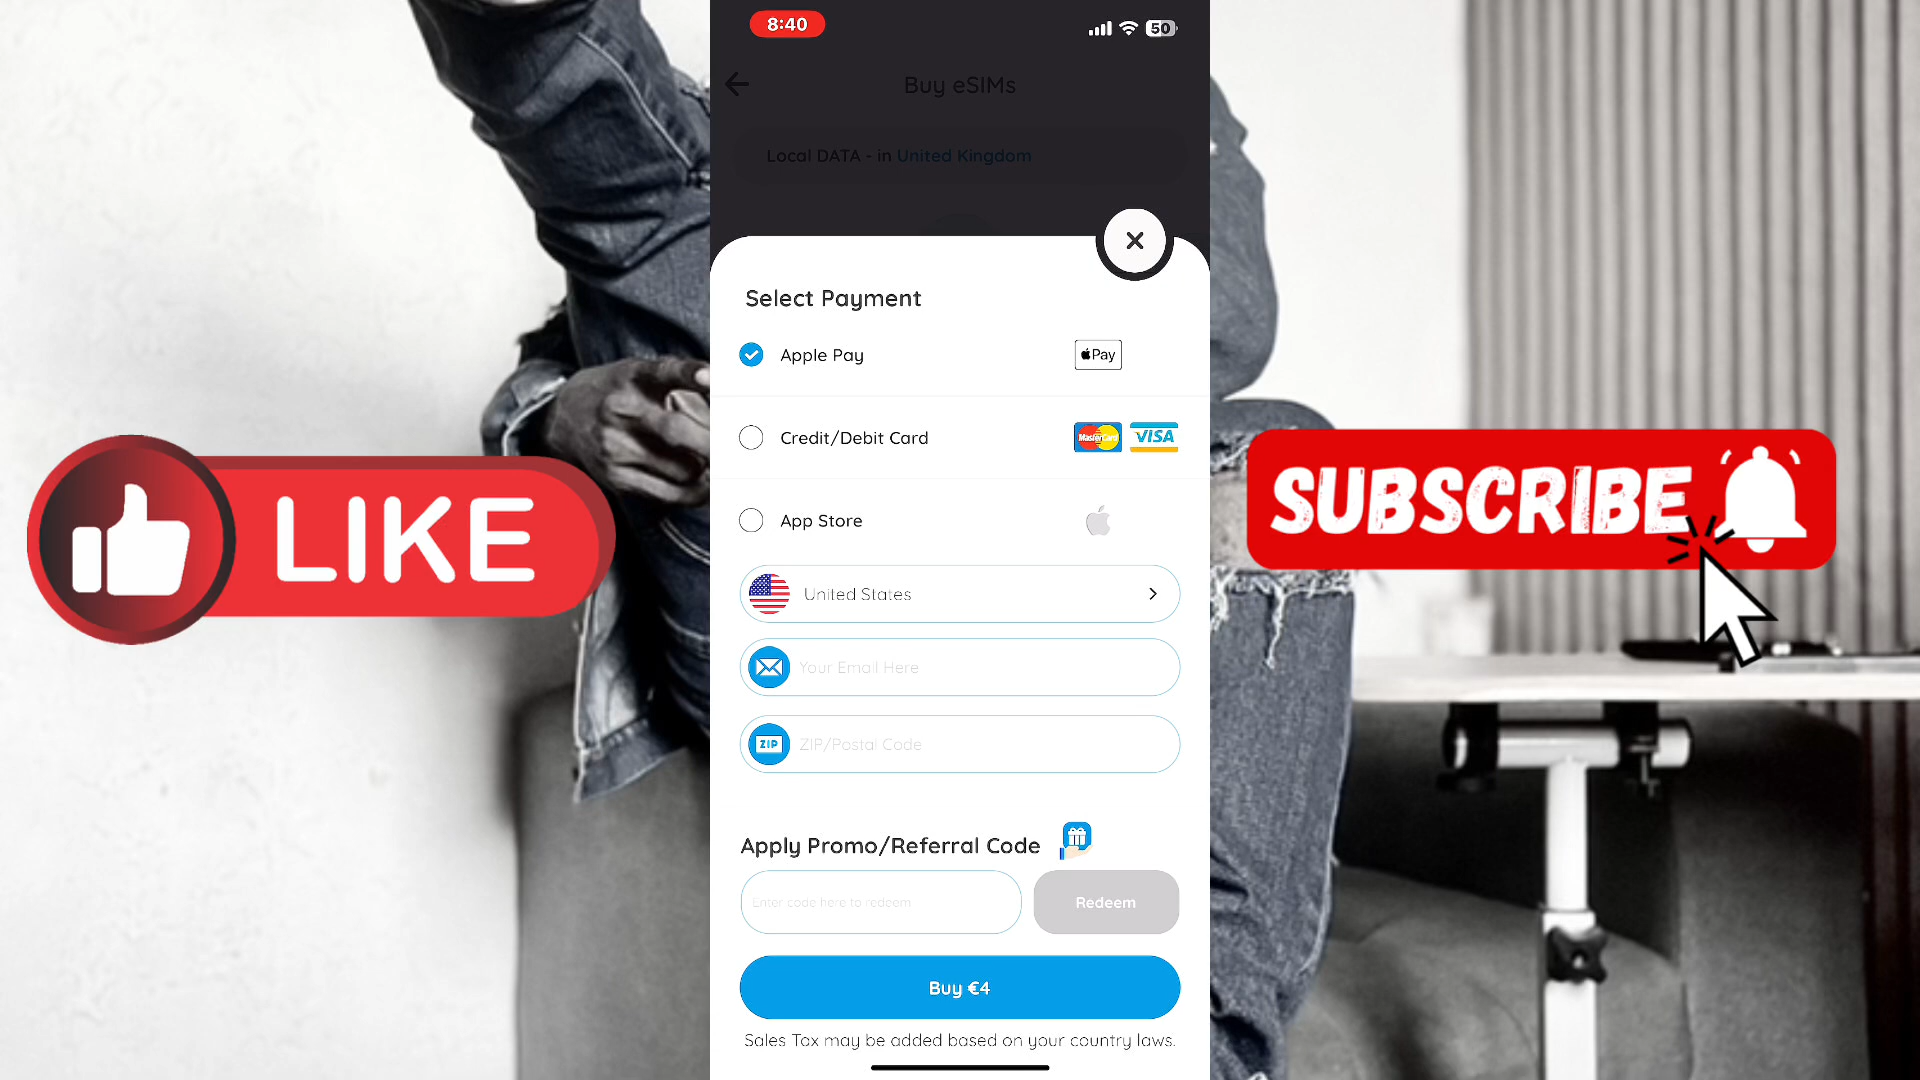 8:40
50
Buy eSIMs
Local DATA - in United Kingdom
Select Payment
Apple Pay
Pay
Credit/Debit Card
MasterCard
VISA
App Store
United States
Your Email Here
ZIP
ZIP/Postal Code
Apply Promo/Referral Code
Enter code here to redeem
Redeem
Buy €4
Sales Tax may be added based on your country laws.
LIKE
SUBSCRIBE